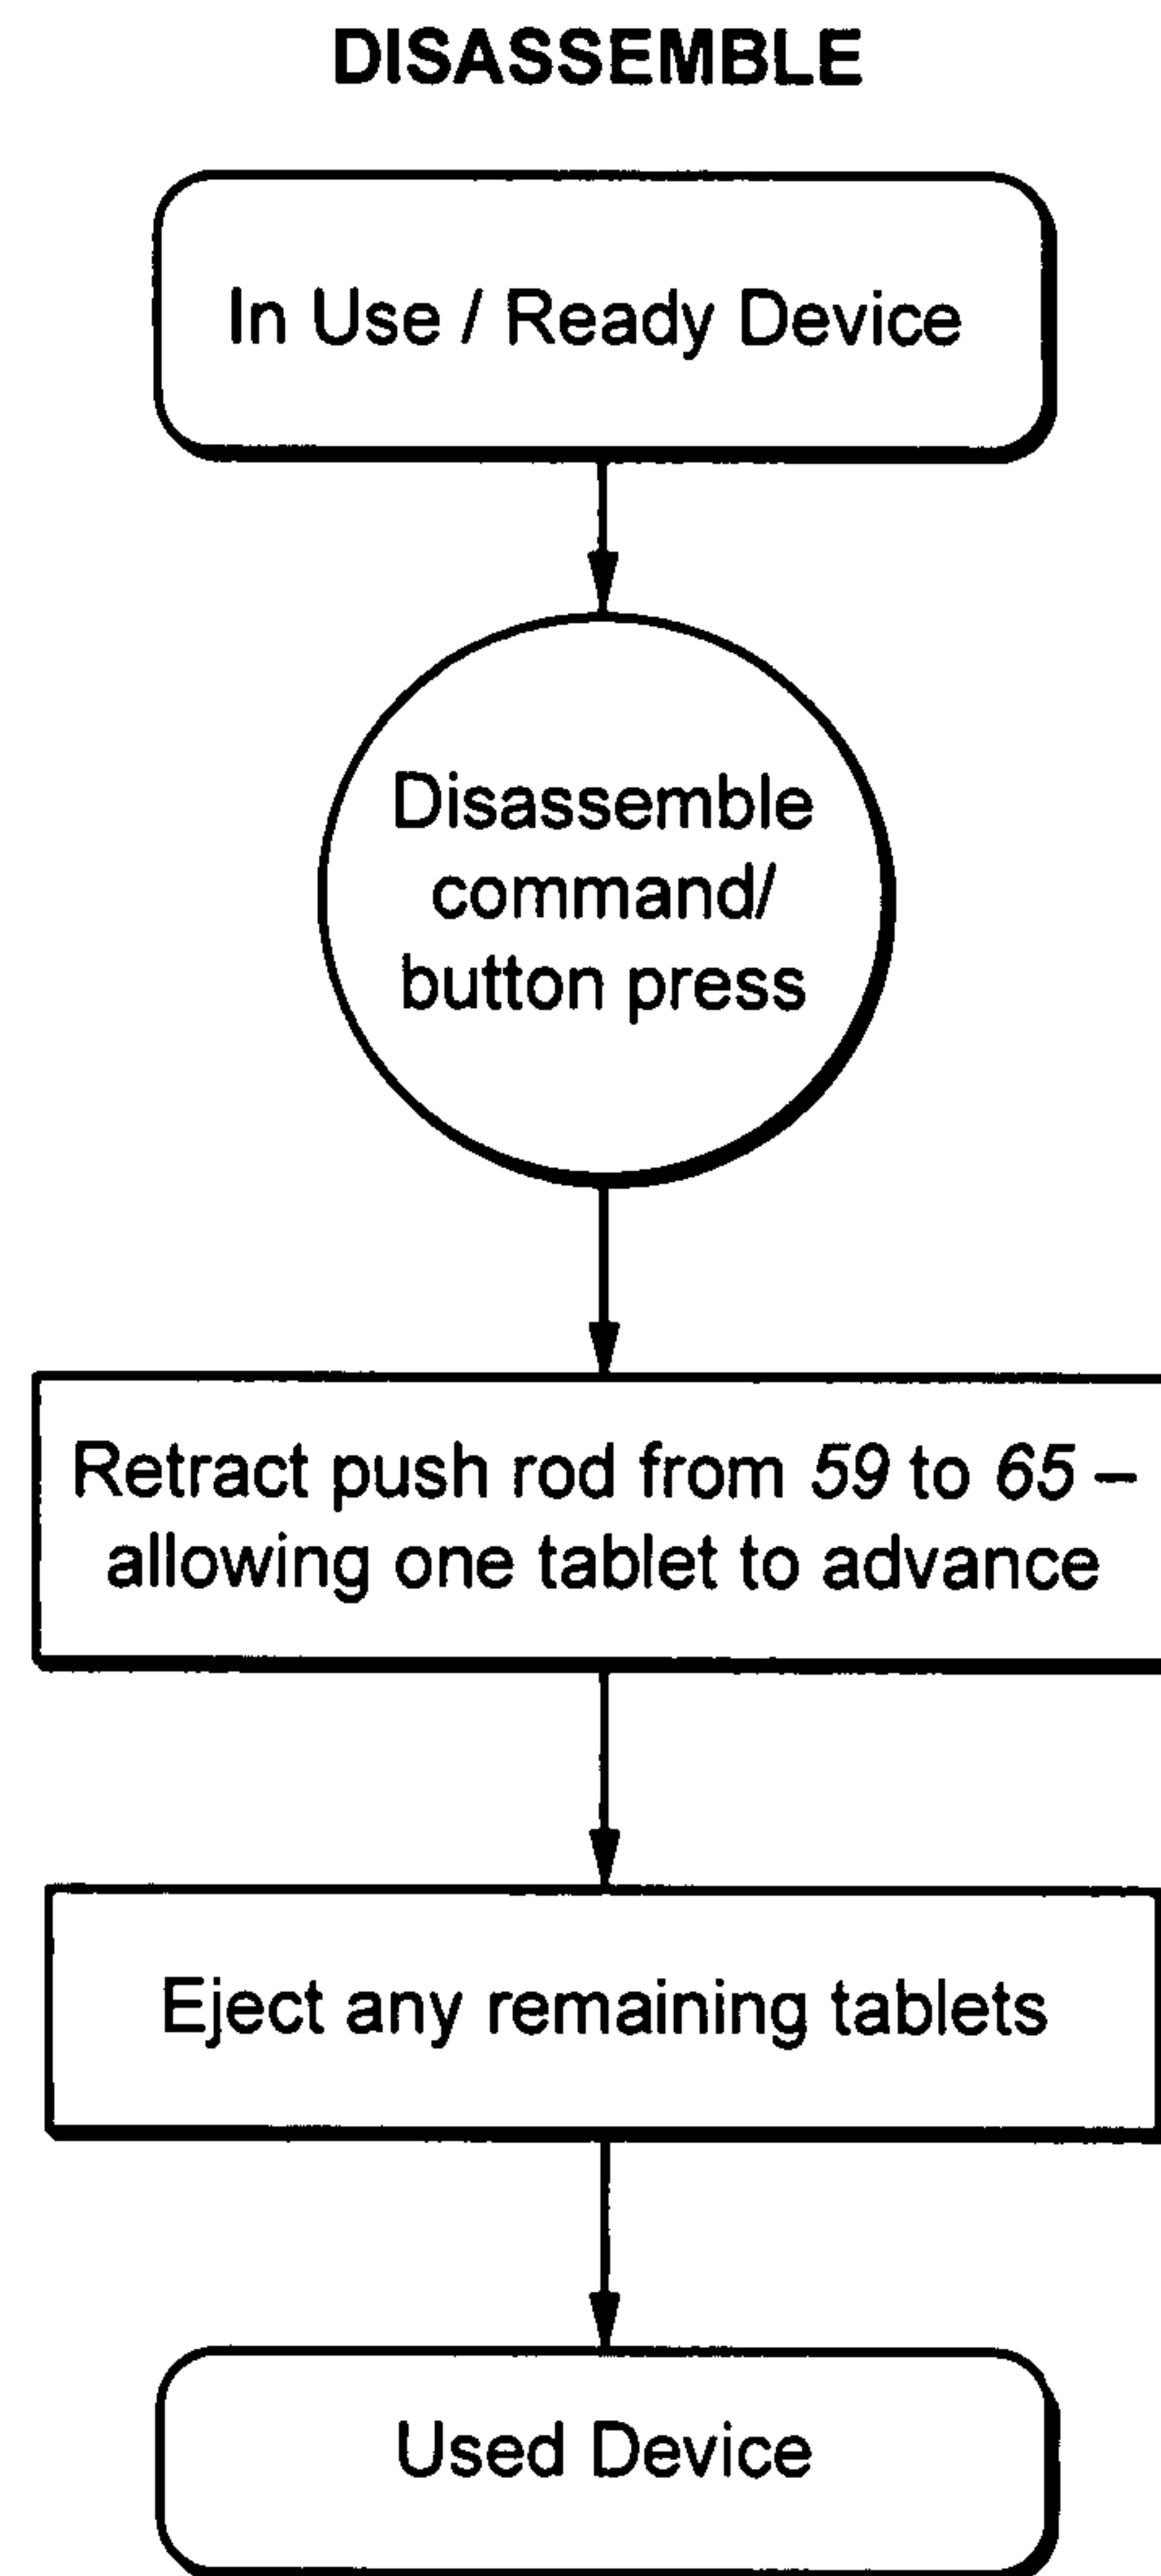 DISASSEMBLE
In Use / Ready Device
Disassemble
command/
button press
Retract push rod from 59 to 65 –
allowing one tablet to advance
Eject any remaining tablets
Used Device